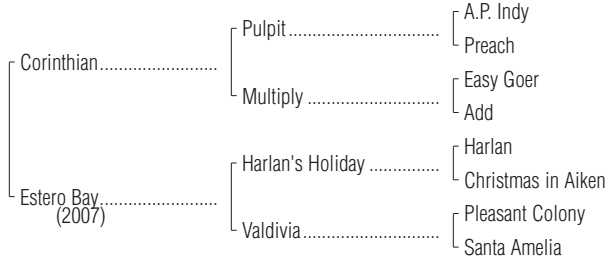 A.P. Indy
Pulpit........................................
Preach
Corinthian................................
Easy Goer
Multiply ...................................
Add
Harlan
Harlan's Holiday ..................
Christmas in Aiken
Estero Bay................................
(2007)
Pleasant Colony
Valdivia.....................................
Santa Amelia